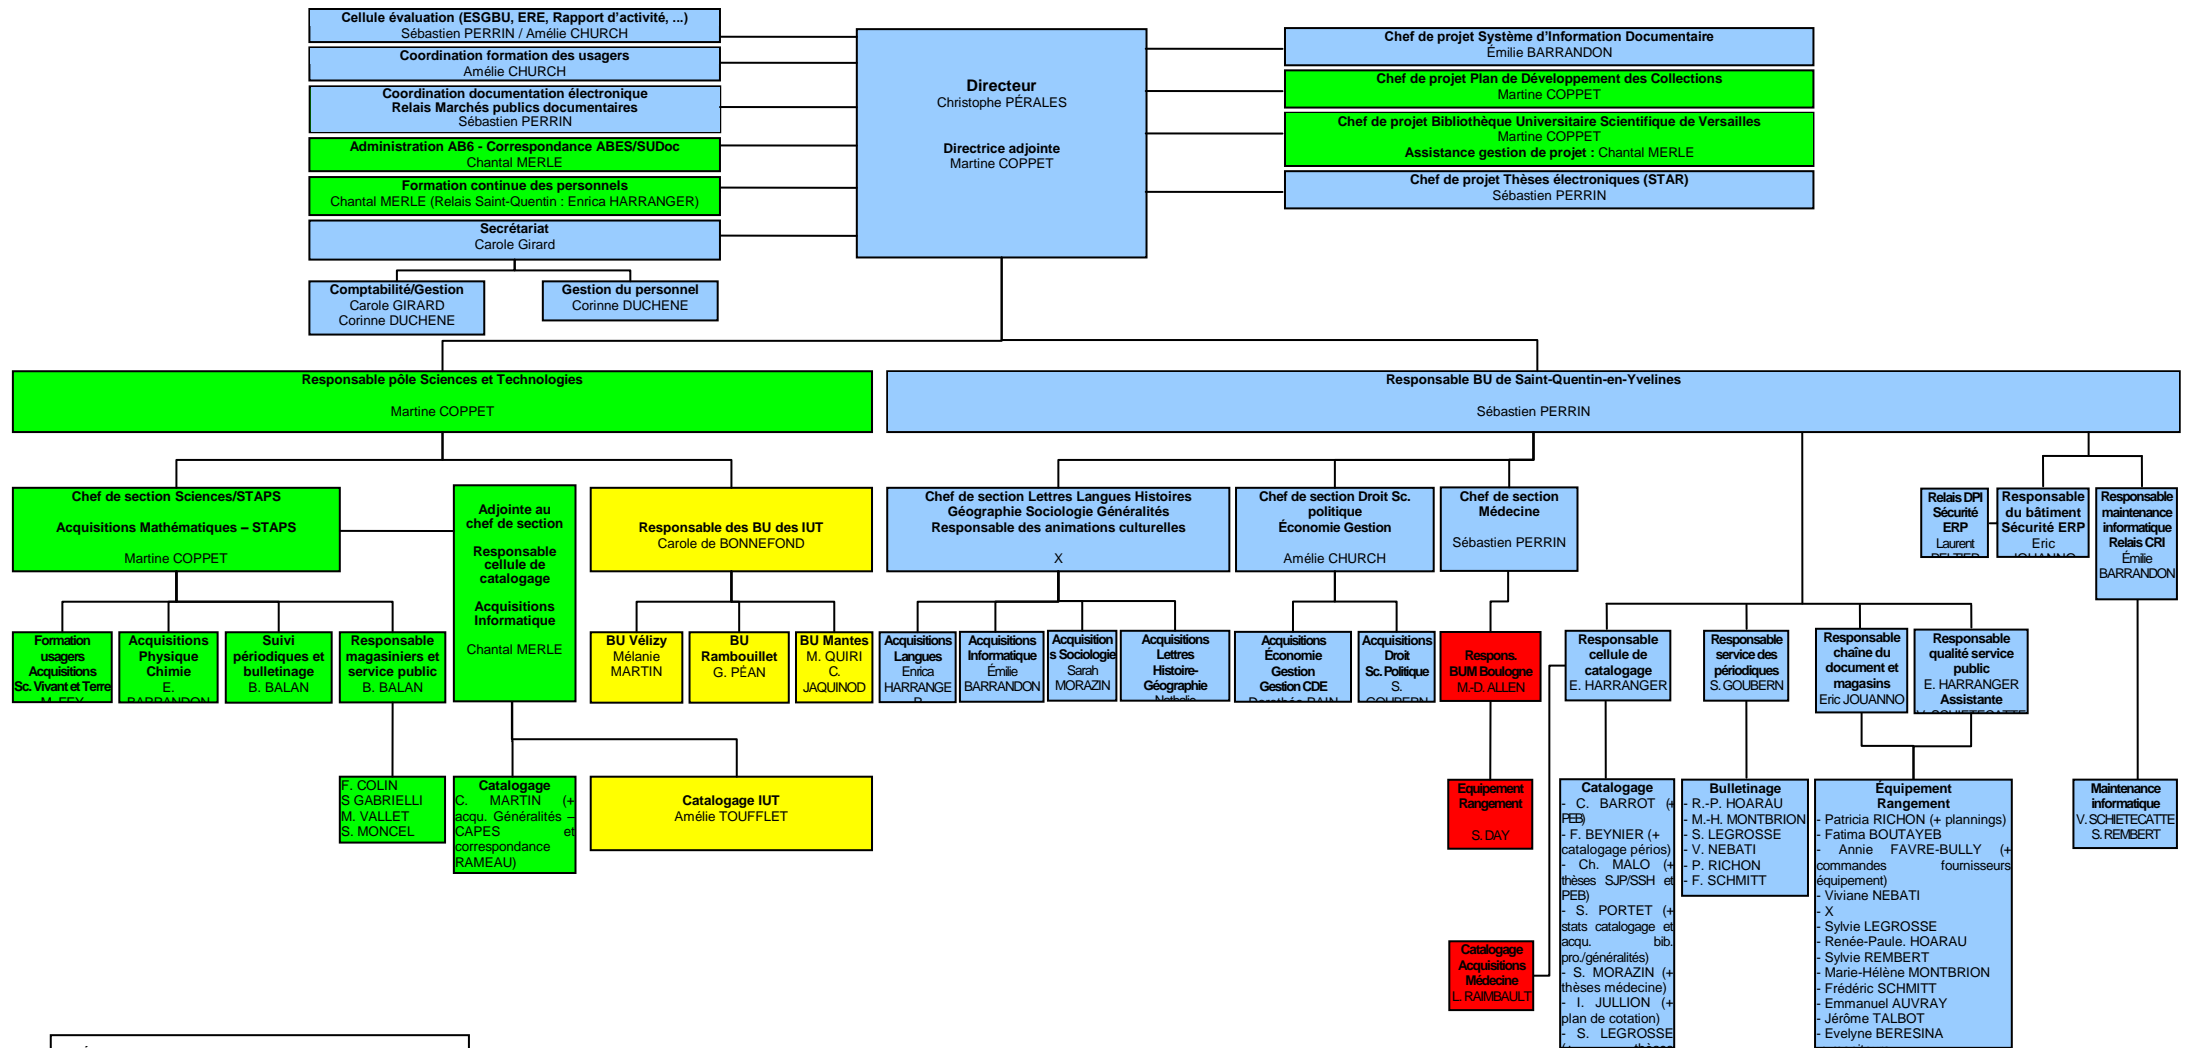 Cellule évaluation (ESGBU, ERE, Rapport d'activité, ...)
Sébastien PERRIN / Amélie CHURCH
Coordination formation des usagers
Amélie CHURCH
Coordination documentation électronique
Relais Marchés publics documentaires
Sébastien PERRIN
Administration AB6 - Correspondance ABES/SUDoc
Chantal MERLE
Formation continue des personnels
Chantal MERLE (Relais Saint-Quentin : Enrica HARRANGER)
Secrétariat
Carole Girard
Comptabilité/Gestion
Carole GIRARD
Corinne DUCHENE
Gestion du personnel
Corinne DUCHENE
Directeur
Christophe PÉRALES
Directrice adjointe
Martine COPPET
Chef de projet Système d'Information Documentaire
Émilie BARRANDON
Chef de projet Plan de Développement des Collections
Martine COPPET
Chef de projet Bibliothèque Universitaire Scientifique de Versailles
Martine COPPET
Assistance gestion de projet : Chantal MERLE
Chef de projet Thèses électroniques (STAR)
Sébastien PERRIN
Responsable pôle Sciences et Technologies
Martine COPPET
Responsable BU de Saint-Quentin-en-Yvelines
Sébastien PERRIN
Chef de section Sciences/STAPS
Acquisitions Mathématiques – STAPS
Martine COPPET
Adjointe au
chef de section
Responsable
cellule de
catalogage
Acquisitions
Informatique
Chantal MERLE
Responsable des BU des IUT
Carole de BONNEFOND
Chef de section Lettres Langues Histoires
Géographie Sociologie Généralités
Responsable des animations culturelles
X
Chef de section Droit Sc.
politique
Économie Gestion
Amélie CHURCH
Chef de section
Médecine
Sébastien PERRIN
Relais DPI
Sécurité
ERP
Laurent
PELTIER
Responsable
du bâtiment
Sécurité ERP
Eric
JOUANNO
Responsable
maintenance
informatique
Relais CRI
Émilie
BARRANDON
Formation
usagers
Acquisitions
Sc. Vivant et Terre
M. FEY
Acquisitions
Physique
Chimie
E.
BARRANDON
Suivi
périodiques et
bulletinage
B. BALAN
Responsable
magasiniers et
service public
B. BALAN
BU Vélizy
Mélanie
MARTIN
BU
Rambouillet
G. PÉAN
BU Mantes
M. QUIRI
C.
JAQUINOD
Acquisitions
Langues
Enrica
HARRANGE
R
Acquisitions
Informatique
Émilie
BARRANDON
Acquisition
s Sociologie
Sarah
MORAZIN
Acquisitions
Lettres
Histoire-
Géographie
Nathalie
Acquisitions
Économie
Gestion
Gestion CDE
Dorothée PAIN
Acquisitions
Droit
Sc. Politique
S.
GOUBERN
Respons.
BUM Boulogne
M.-D. ALLEN
Responsable
cellule de
catalogage
E. HARRANGER
Responsable
service des
périodiques
S. GOUBERN
Responsable
chaîne du
document et
magasins
Eric JOUANNO
Responsable
qualité service
public
E. HARRANGER
Assistante
V. SCHIETECATTE
F. COLIN
S GABRIELLI
M. VALLET
S. MONCEL
Catalogage
C. MARTIN (+
acqu. Généralités –
CAPES et
correspondance
RAMEAU)
Catalogage IUT
Amélie TOUFFLET
Equipement
Rangement
S. DAY
Catalogage
Acquisitions
Médecine
L. RAIMBAULT
Catalogage
- C. BARROT (+
PEB)
- F. BEYNIER (+
catalogage périos)
- Ch. MALO (+
thèses SJP/SSH et
PEB)
- S. PORTET (+
stats catalogage et
acqu. bib.
pro./généralités)
- S. MORAZIN (+
thèses médecine)
- I. JULLION (+
plan de cotation)
- S. LEGROSSE
(+ thèses
Bulletinage
- R.-P. HOARAU
- M.-H. MONTBRION
- S. LEGROSSE
- V. NEBATI
- P. RICHON
- F. SCHMITT
Équipement
Rangement
- Patricia RICHON (+ plannings)
- Fatima BOUTAYEB
- Annie FAVRE-BULLY (+
commandes fournisseurs
équipement)
- Viviane NEBATI
- X
- Sylvie LEGROSSE
- Renée-Paule. HOARAU
- Sylvie REMBERT
- Marie-Hélène MONTBRION
- Frédéric SCHMITT
- Emmanuel AUVRAY
- Jérôme TALBOT
- Evelyne BERESINA
Maintenance
informatique
V. SCHIETECATTE
S. REMBERT